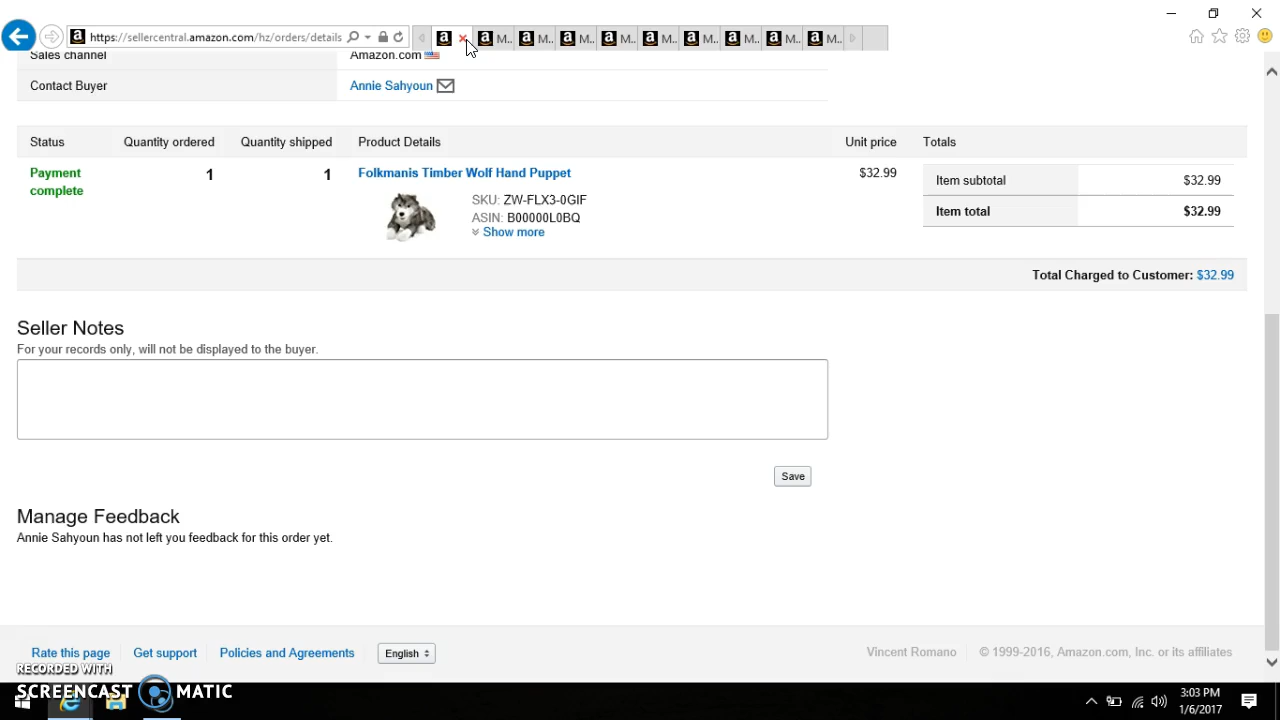 https://sellercentral.amazon.com/hz/orders/details
M.. M.. M.. M.. M.. M.. M.. M.. M..
Sales channel Amazon.com
Contact Buyer Annie Sahyoun
Status Quantity ordered Quantity shipped Product Details Unit price Totals
Payment complete 1 1 Folkmanis Timber Wolf Hand Puppet $32.99 Item subtotal $32.99
SKU: ZW-FLX3-0GIF
ASIN: B00000L0BQ Item total $32.99
Show more
Total Charged to Customer: $32.99
Seller Notes
For your records only, will not be displayed to the buyer.
Save
Manage Feedback
Annie Sahyoun has not left you feedback for this order yet.
Rate this page Get support Policies and Agreements English Vincent Romano © 1999-2016, Amazon.com, Inc. or its affiliates
RECORDED WITH
SCREENCAST MATIC
3:03 PM
1/6/2017